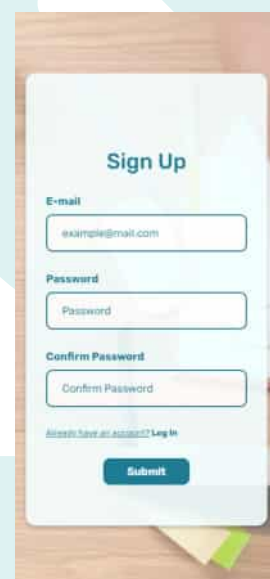 Sign Up
E-mail
example@mail.com
Password
Password
Confirm Password
Confirm Password
Already have an account? Log In
Submit